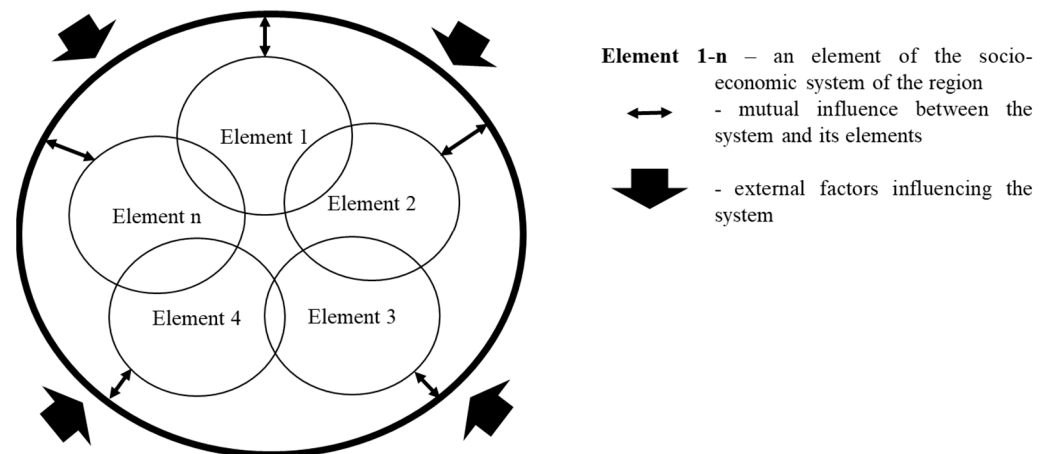 Element 1
Element 2
Element n
Element 4
Element 3
Element 1-n – an element of the socio-
economic system of the region
- mutual influence between the
system and its elements
- external factors influencing the
system